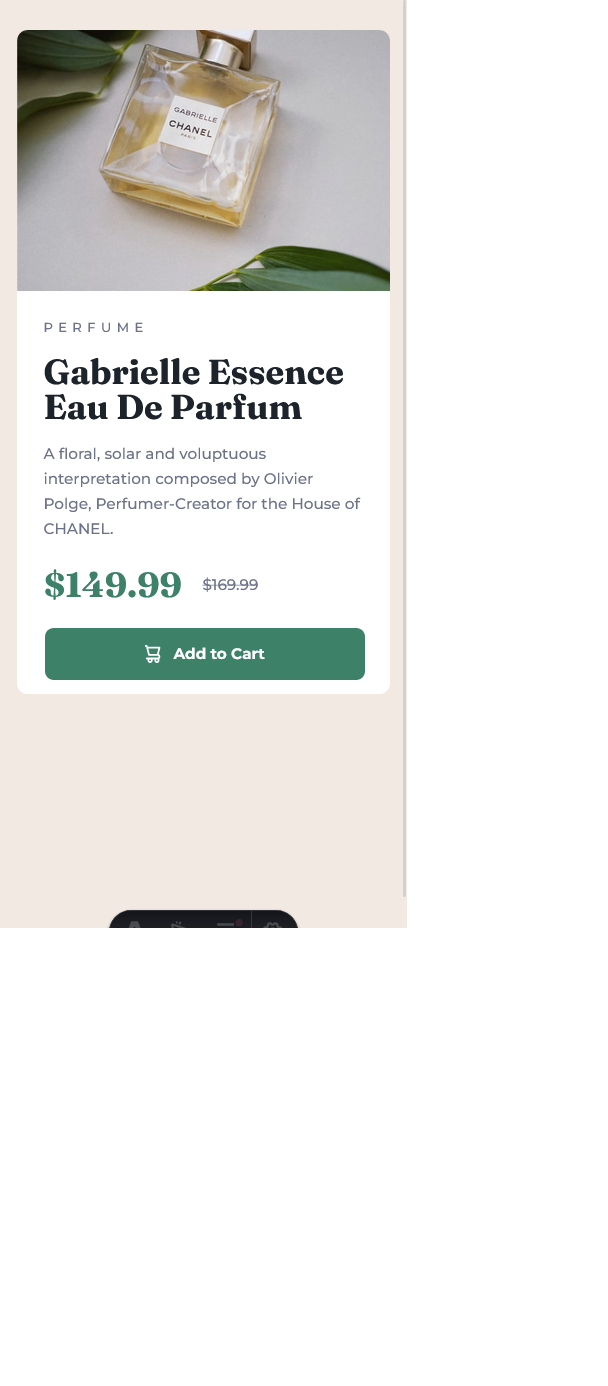 GABRIELLE
CHANEL
PARIS
PERFUME
Gabrielle Essence
Eau De Parfum
A floral, solar and voluptuous
interpretation composed by Olivier
Polge, Perfumer-Creator for the House of
CHANEL.
$149.99 $169.99
Add to Cart